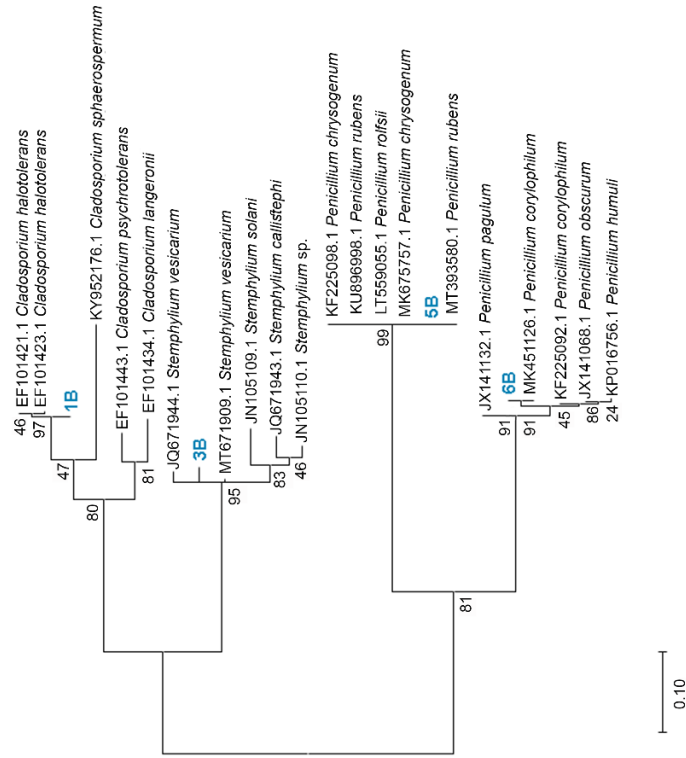 EF101421.1 Cladosporium halotolerans
46
EF101423.1 Cladosporium halotolerans
97
1B
KY952176.1 Cladosporium sphaerospermum
47
EF101443.1 Cladosporium psychrotolerans
80
EF101434.1 Cladosporium langeronii
81
JQ671944.1 Stemphylium vesicarium
3B
MT671909.1 Stemphylium vesicarium
95
JN105109.1 Stemphylium solani
JQ671943.1 Stemphylium callistephi
83
JN105110.1 Stemphylium sp.
46
KF225098.1 Penicillium chrysogenum
KU896998.1 Penicillium rubens
LT559055.1 Penicillium rolfsii
99
MK675757.1 Penicillium chrysogenum
5B
MT393580.1 Penicillium rubens
81
JX141132.1 Penicillium pagulum
91
6B
MK451126.1 Penicillium corylophilum
91
KF225092.1 Penicillium corylophilum
45
JX141068.1 Penicillium obscurum
86
KP016756.1 Penicillium humuli
24
0.10